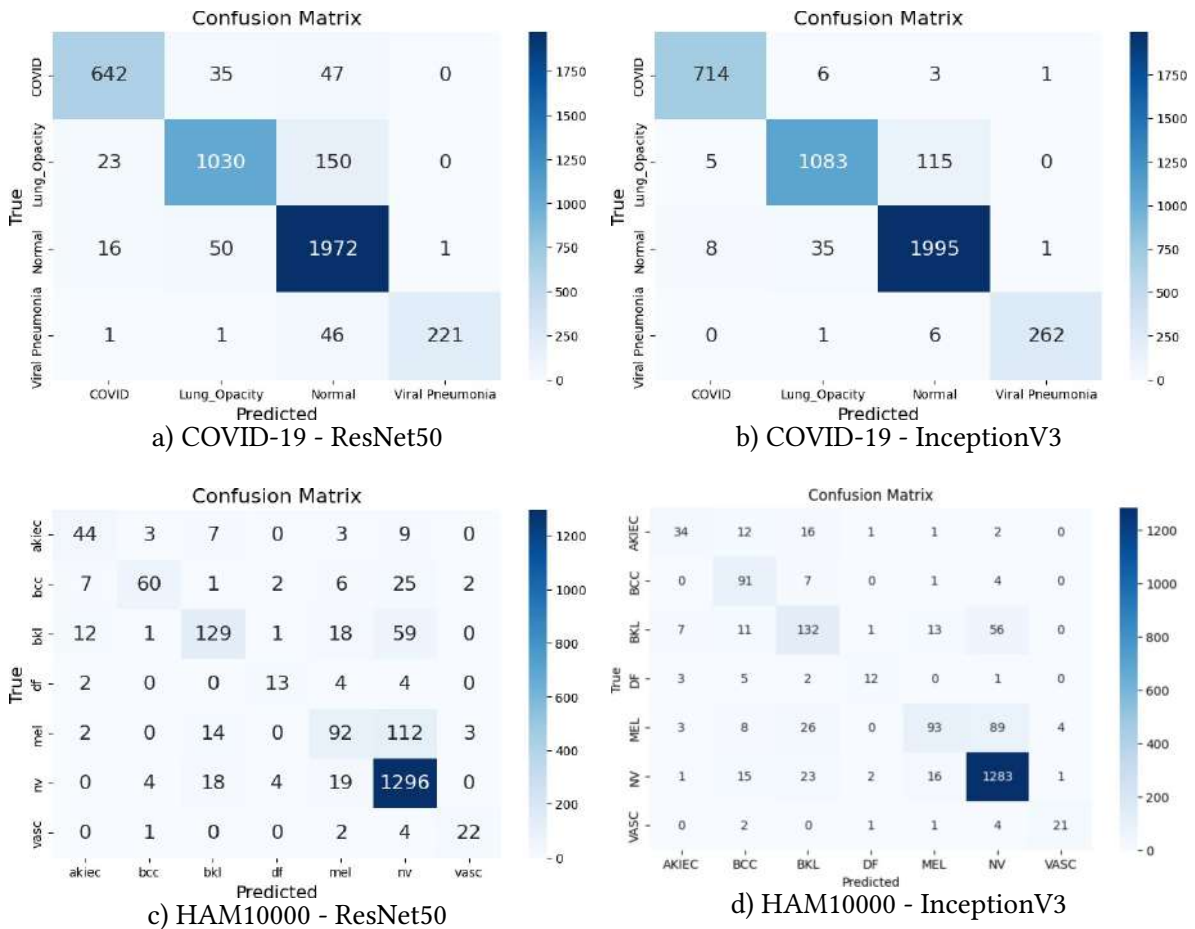 Confusion Matrix
COVID 642 35 47 0
Lung_Opacity 23 1030 150 0
Normal 16 50 1972 1
Viral Pneumonia 1 1 46 221
True
COVID Lung_Opacity Normal Viral Pneumonia
Predicted
1750
1500
1250
1000
750
500
250
0
a) COVID-19 - ResNet50
Confusion Matrix
COVID 714 6 3 1
Lung_Opacity 5 1083 115 0
Normal 8 35 1995 1
Viral Pneumonia 0 1 6 262
True
COVID Lung_Opacity Normal Viral Pneumonia
Predicted
1750
1500
1250
1000
750
500
250
0
b) COVID-19 - InceptionV3
Confusion Matrix
akiec 44 3 7 0 3 9 0
bcc 7 60 1 2 6 25 2
bkl 12 1 129 1 18 59 0
df 2 0 0 13 4 4 0
mel 2 0 14 0 92 112 3
nv 0 4 18 4 19 1296 0
vasc 0 1 0 0 2 4 22
True
akiec bcc bkl df mel nv vasc
Predicted
1200
1000
800
600
400
200
0
c) HAM10000 - ResNet50
Confusion Matrix
AKIEC 34 12 16 1 1 2 0
BCC 0 91 7 0 1 4 0
BKL 7 11 132 1 13 56 0
DF 3 5 2 12 0 1 0
MEL 3 8 26 0 93 89 4
NV 1 15 23 2 16 1283 1
VASC 0 2 0 1 1 4 21
True
AKIEC BCC BKL DF MEL NV VASC
Predicted
1200
1000
800
600
400
200
0
d) HAM10000 - InceptionV3